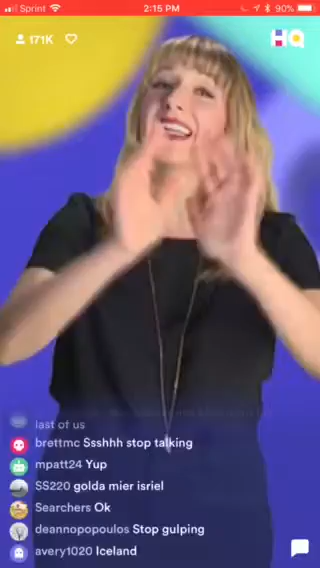 Sprint 2:15 PM 90%
171K HQ
last of us
brettmc Ssshhh stop talking
mpatt24 Yup
SS220 golda mier isriel
Searchers Ok
deannopopoulos Stop gulping
avery1020 Iceland